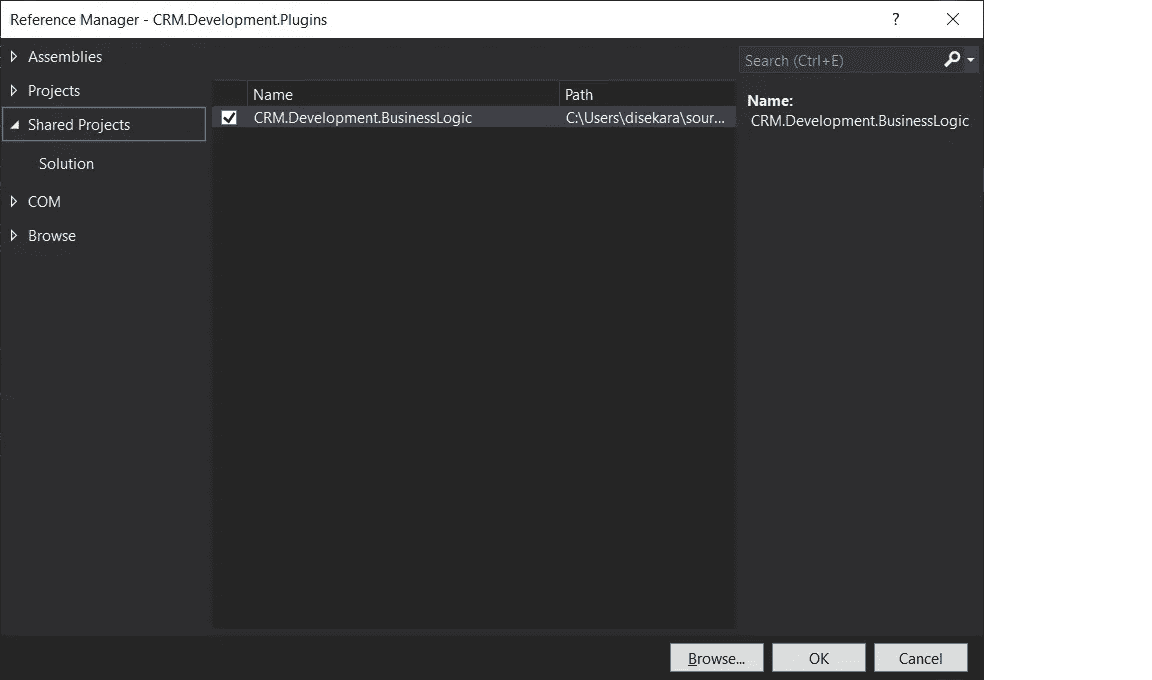 Reference Manager - CRM.Development.Plugins ?
Assemblies
Search (Ctrl+E)
Projects
Name Path
Name:
Shared Projects
CRM.Development.BusinessLogic C:\Users\disekara\sour...
CRM.Development.BusinessLogic
Solution
COM
Browse
Browse... OK Cancel